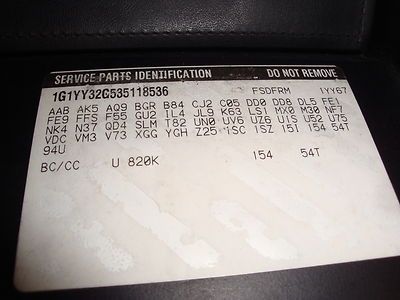 SERVICE PARTS IDENTIFICATION DO NOT REMOVE
1G1YY32G535118536 FSDFRM 1YY67
AAB AK5 AQ9 BGR B84 CJ2 C05 DD0 DD8 DL5 FE1
FE9 FFS F55 GU2 IL4 JL9 K63 LS1 MX0 M30 NF7
NK4 N37 QD4 SLM T82 UN0 UV6 UZ6 U1S U52 U75
VDC VM3 V73 XGG YGH Z25 1SC 1SZ 15I 154 54T
94U
BC/CC U 820K 154 54T